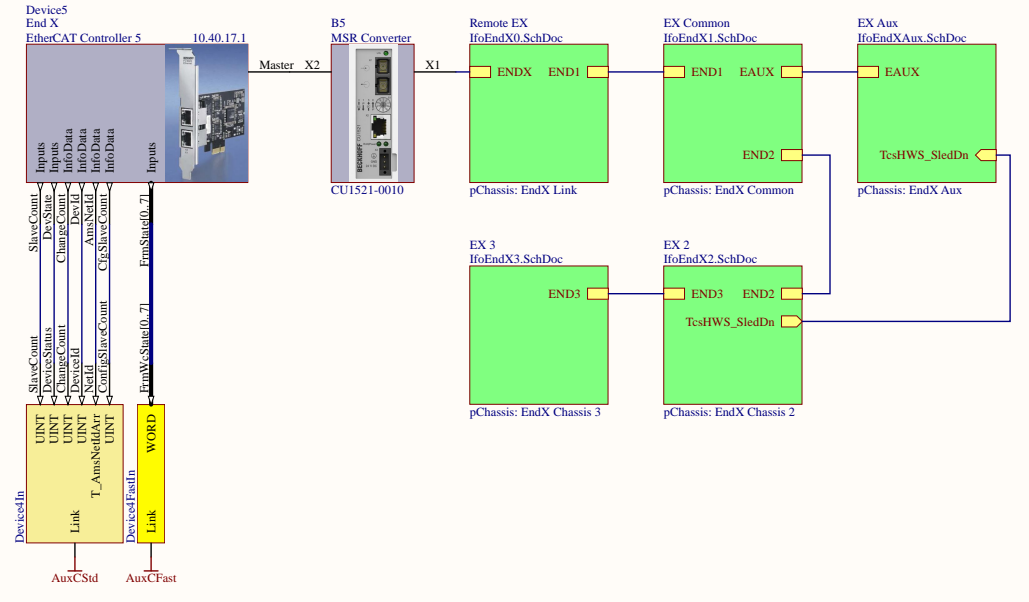 Device5
End X
EtherCAT Controller 5
10.40.17.1
Inputs
Inputs
InfoData
InfoData
InfoData
InfoData
Inputs
SlaveCount
DevState
ChangeCount
DevId
AmsNetId
CfgSlaveCount
FrmState[0..7]
SlaveCount
DeviceStatus
ChangeCount
DeviceId
NetId
ConfigSlaveCount
FrmWcState[0..7]
UINT
UINT
UINT
UINT
T_AmsNetIdArr
UINT
Link
Device4In
AuxCStd
WORD
Link
Device4FastIn
AuxCFast
Master X2
B5
MSR Converter
BECKHOFF
CU1521-0010
X1
Remote EX
IfoEndX0.SchDoc
ENDX END1
pChassis: EndX Link
EX Common
IfoEndX1.SchDoc
END1 EAUX
END2
pChassis: EndX Common
EX Aux
IfoEndXAux.SchDoc
EAUX
TcsHWS_SledDn
pChassis: EndX Aux
EX 3
IfoEndX3.SchDoc
END3
pChassis: EndX Chassis 3
EX 2
IfoEndX2.SchDoc
END3 END2
TcsHWS_SledDn
pChassis: EndX Chassis 2